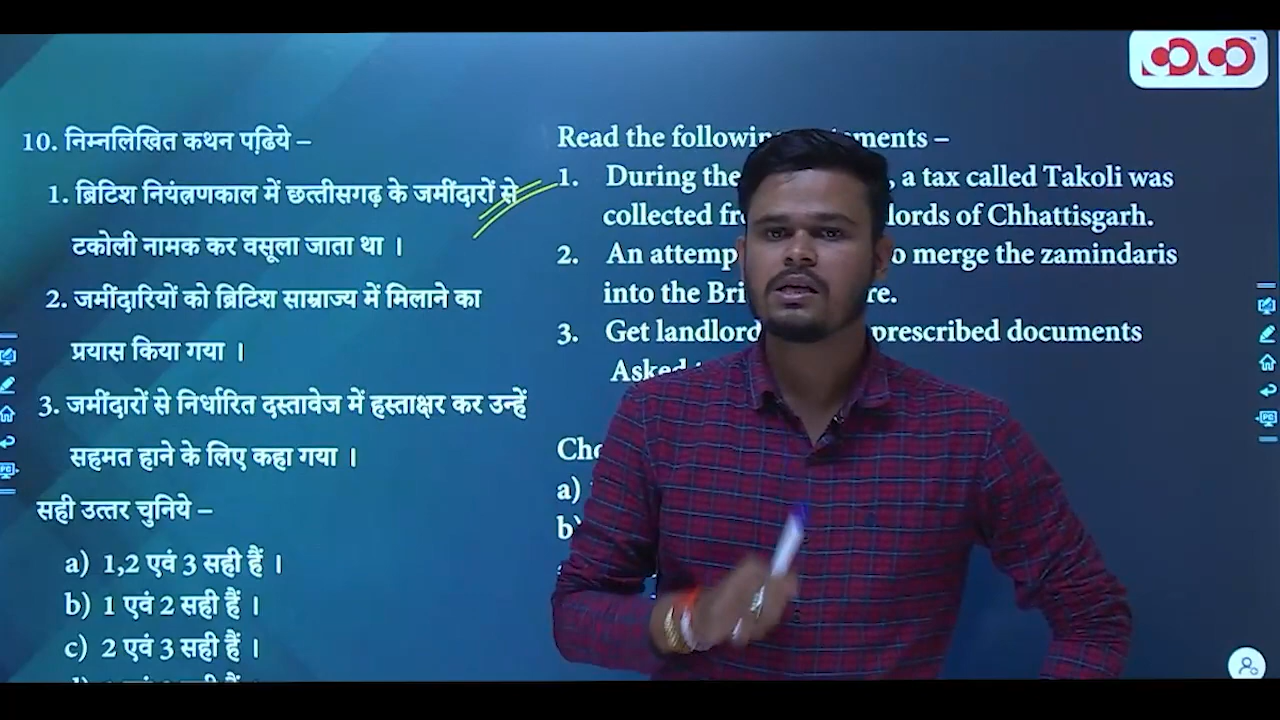 10. निम्नलिखित कथन पढि़ये –
1. ब्रिटिश नियंत्रणकाल में छत्तीसगढ़ के जमींदारों से
टकोली नामक कर वसूला जाता था ।
2. जमींदारियों को ब्रिटिश साम्राज्य में मिलाने का
प्रयास किया गया ।
3. जमींदारों से निर्धारित दस्तावेज में हस्ताक्षर कर उन्हें
सहमत हाने के लिए कहा गया ।
सही उत्तर चुनिये –
a) 1,2 एवं 3 सही हैं ।
b) 1 एवं 2 सही हैं ।
c) 2 एवं 3 सही हैं ।
Read the following statements –
1. During the , a tax called Takoli was
collected lords of Chhattisgarh.
2. An attemp o merge the zamindaris
into the Bri re.
3. Get landlord prescribed documents
Asked
a)
b)